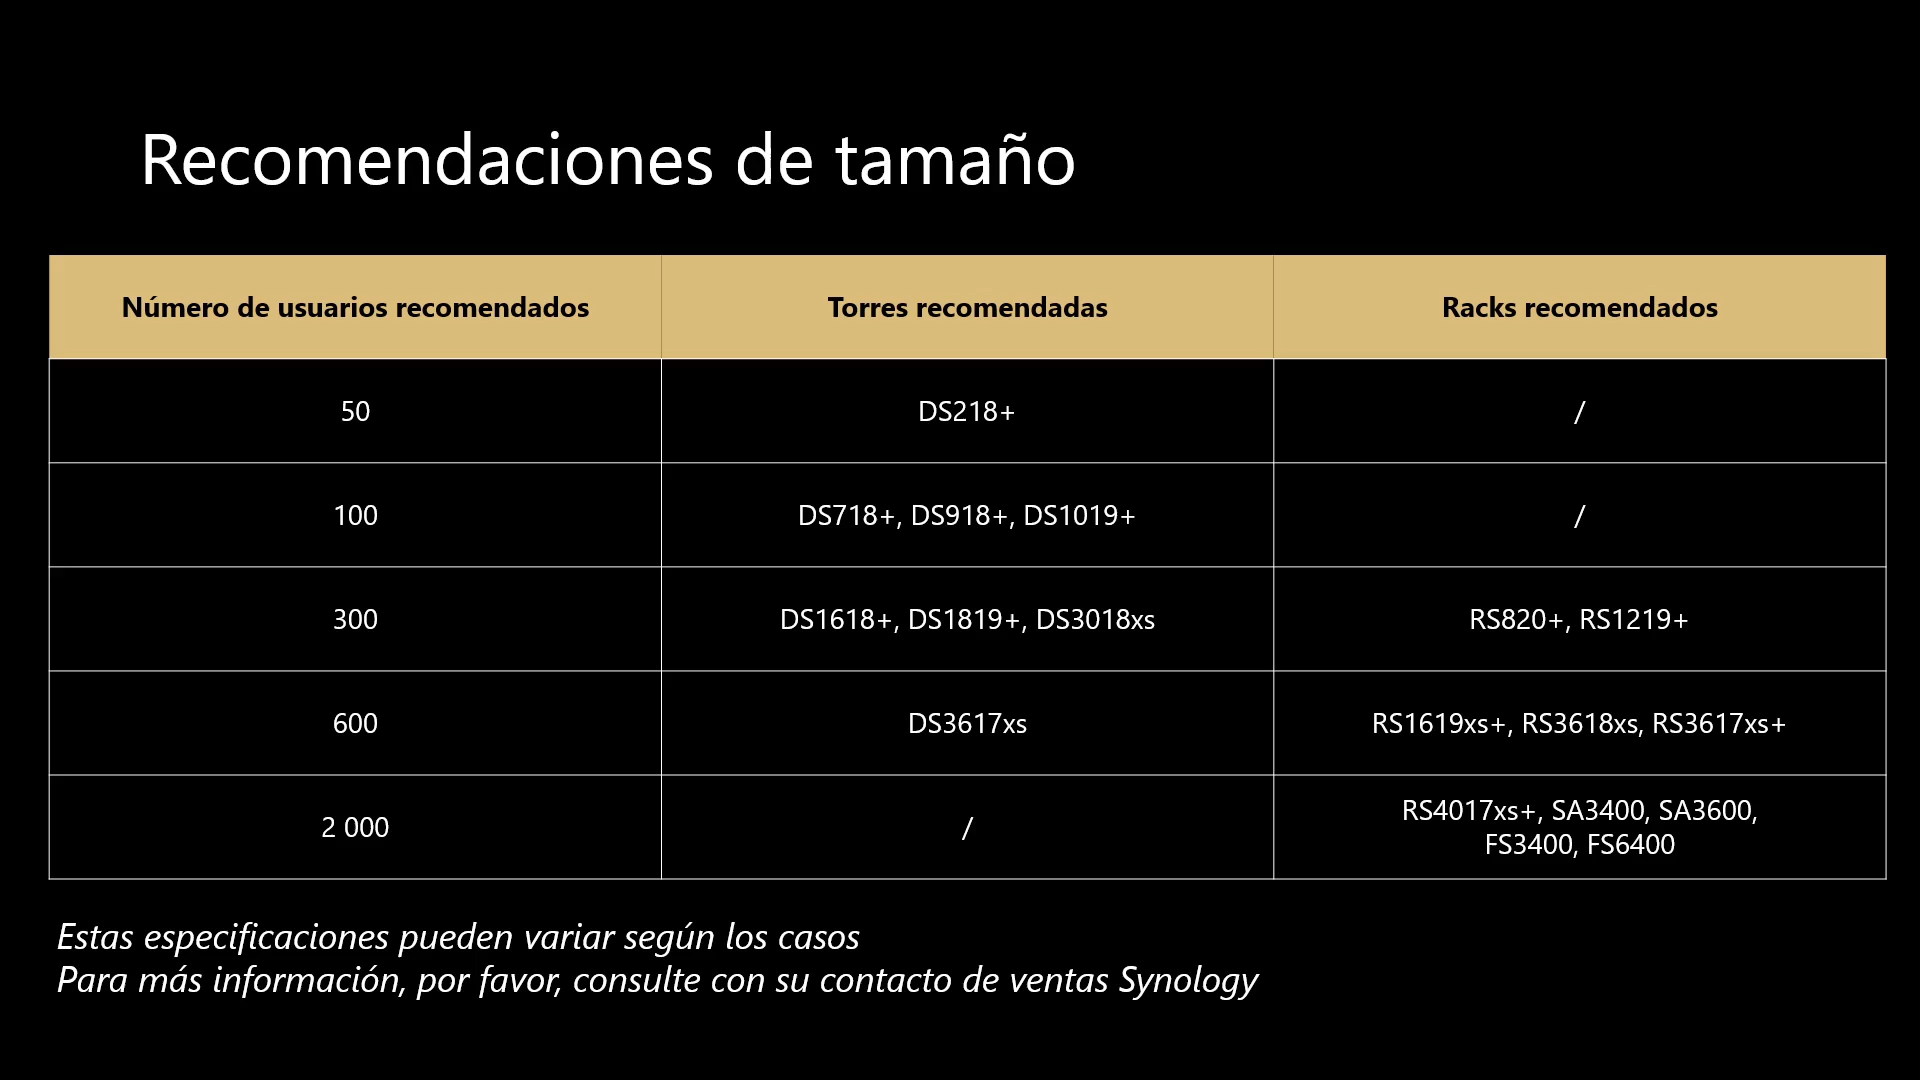 Recomendaciones de tamaño
Número de usuarios recomendados Torres recomendadas Racks recomendados
50 DS218+ /
100 DS718+, DS918+, DS1019+ /
300 DS1618+, DS1819+, DS3018xs RS820+, RS1219+
600 DS3617xs RS1619xs+, RS3618xs, RS3617xs+
2 000 / RS4017xs+, SA3400, SA3600,
FS3400, FS6400
Estas especificaciones pueden variar según los casos
Para más información, por favor, consulte con su contacto de ventas Synology